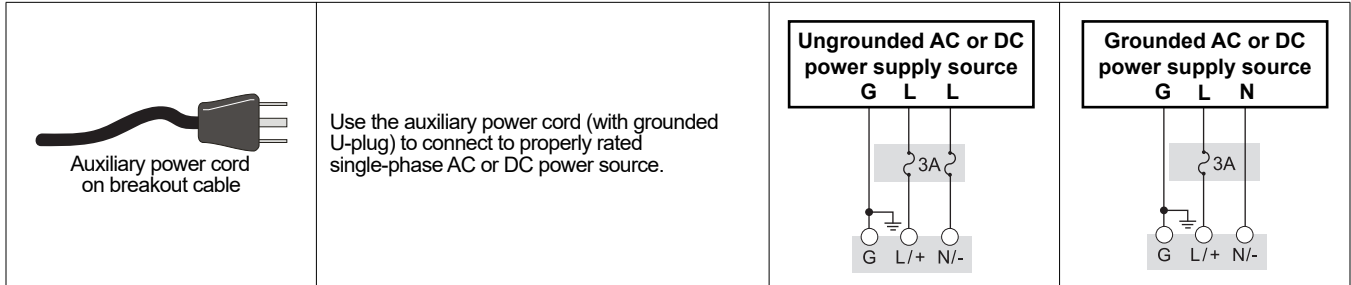 Auxiliary power cord
on breakout cable
Use the auxiliary power cord (with grounded
U-plug) to connect to properly rated
single-phase AC or DC power source.
Ungrounded AC or DC
power supply source
G L L
3A
G L/+ N/-
Grounded AC or DC
power supply source
G L N
3A
G L/+ N/-